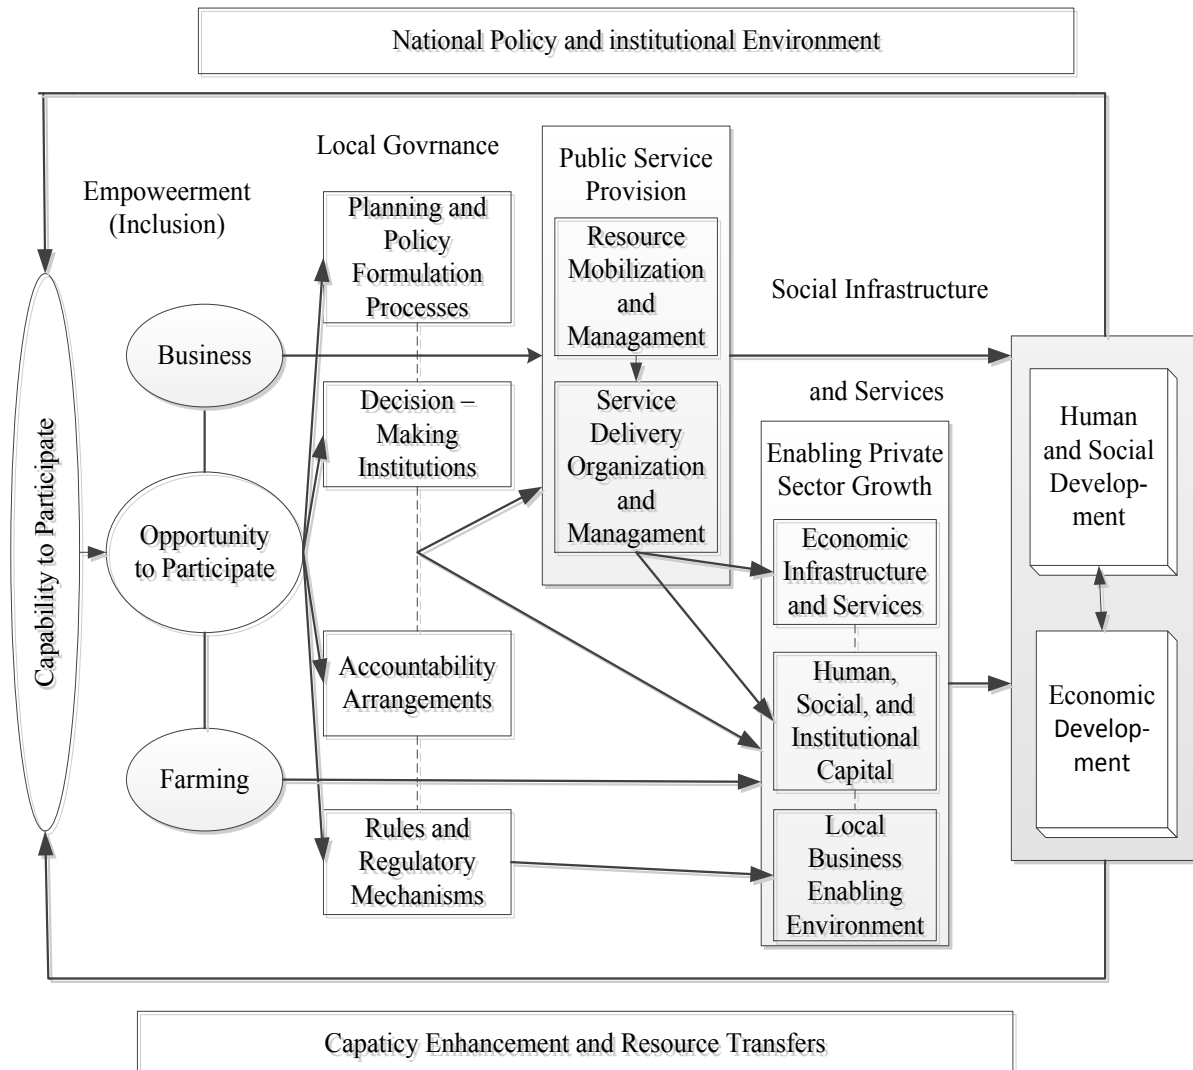 National Policy and institutional Environment
Local Govrnance
Empoweerment
(Inclusion)
Capability to Participate
Business
Opportunity
to Participate
Farming
Planning and
Policy
Formulation
Processes
Decision –
Making
Institutions
Accountability
Arrangements
Rules and
Regulatory
Mechanisms
Public Service
Provision
Resource
Mobilization
and
Managament
Service
Delivery
Organization
and
Managament
Social Infrastructure
and Services
Enabling Private
Sector Growth
Economic
Infrastructure
and Services
Human,
Social, and
Institutional
Capital
Local
Business
Enabling
Environment
Human
and Social
Develop-
ment
Economic
Develop-
ment
Capaticy Enhancement and Resource Transfers